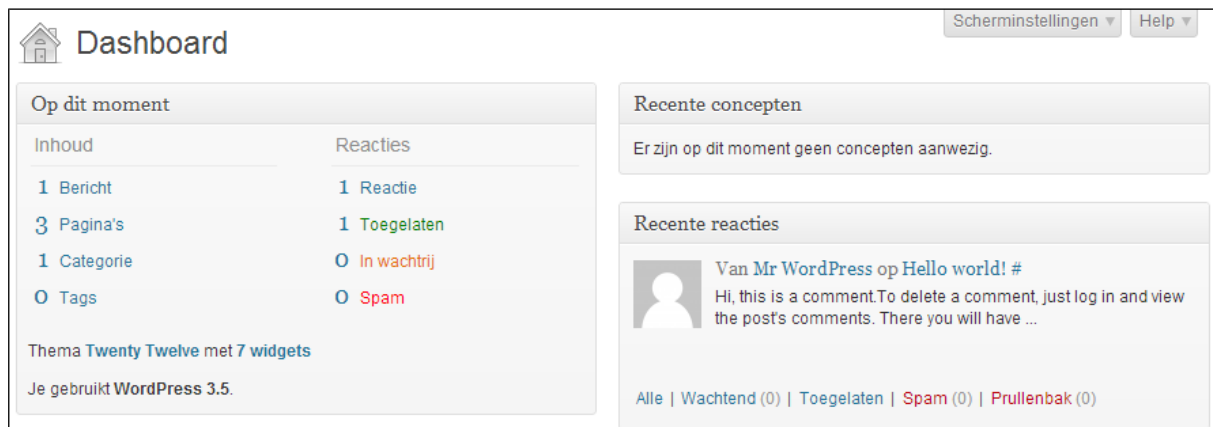 Dashboard
Scherminstellingen
Help
Op dit moment
Inhoud
1 Bericht
3 Pagina's
1 Categorie
0 Tags
Reacties
1 Reactie
1 Toegelaten
0 In wachtrij
0 Spam
Thema Twenty Twelve met 7 widgets
Je gebruikt WordPress 3.5.
Recente concepten
Er zijn op dit moment geen concepten aanwezig.
Recente reacties
Van Mr WordPress op Hello world! #
Hi, this is a comment.To delete a comment, just log in and view
the post's comments. There you will have ...
Alle | Wachtend (0) | Toegelaten | Spam (0) | Prullenbak (0)